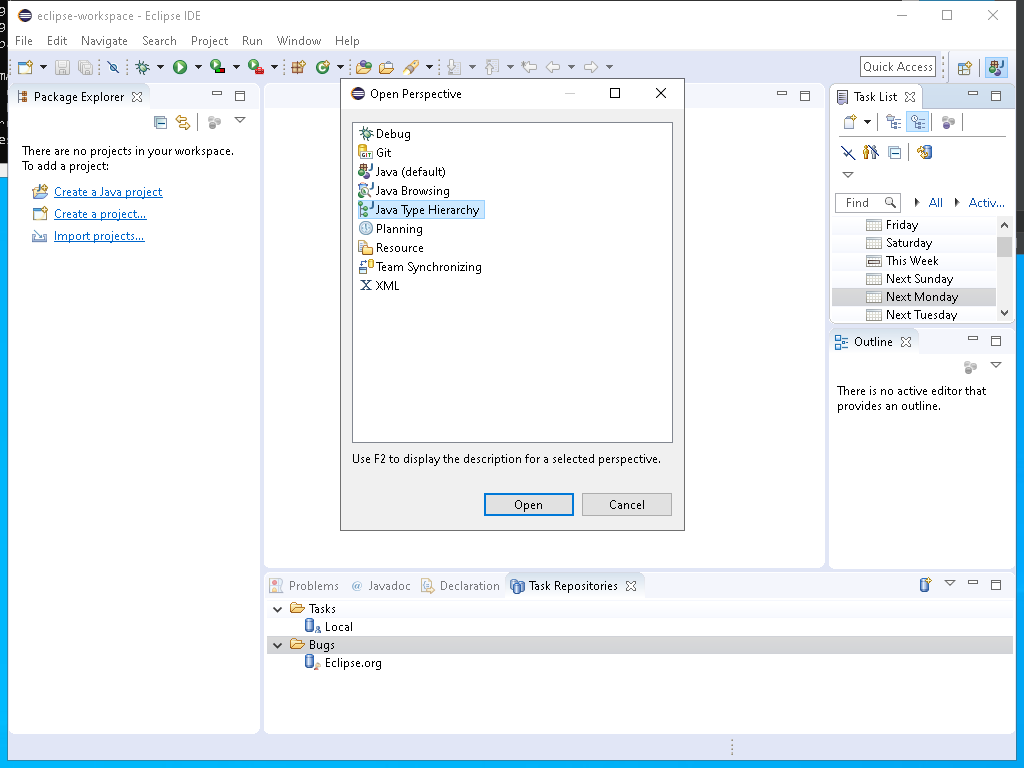 eclipse-workspace - Eclipse IDE
File Edit Navigate Search Project Run Window Help
Quick Access
Package Explorer
There are no projects in your workspace.
To add a project:
Create a Java project
Create a project...
Import projects...
Open Perspective
Debug
Git
Java (default)
Java Browsing
Java Type Hierarchy
Planning
Resource
Team Synchronizing
XML
Use F2 to display the description for a selected perspective.
Open Cancel
Task List
Find All Activ...
Friday
Saturday
This Week
Next Sunday
Next Monday
Next Tuesday
Outline
There is no active editor that
provides an outline.
Problems Javadoc Declaration Task Repositories
Tasks
Local
Bugs
Eclipse.org